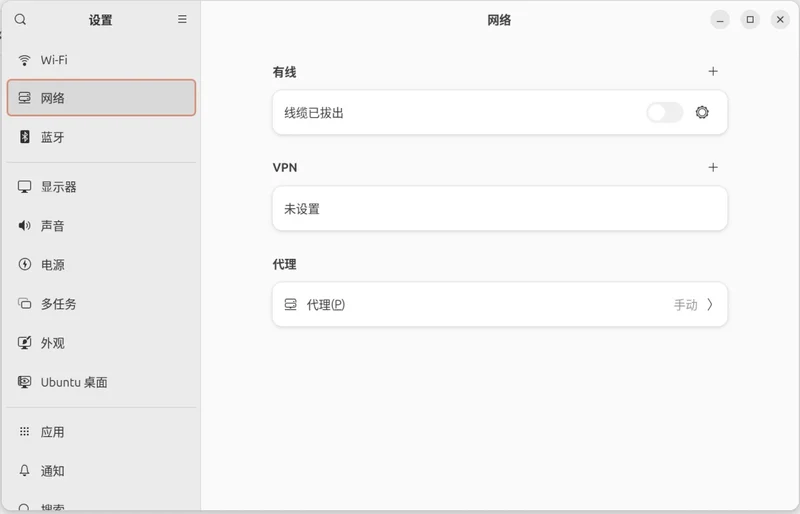 设置
网络
Wi-Fi
网络
蓝牙
显示器
声音
电源
多任务
外观
Ubuntu 桌面
应用
通知
搜索
有线
线缆已拔出
VPN
未设置
代理
代理(P)
手动